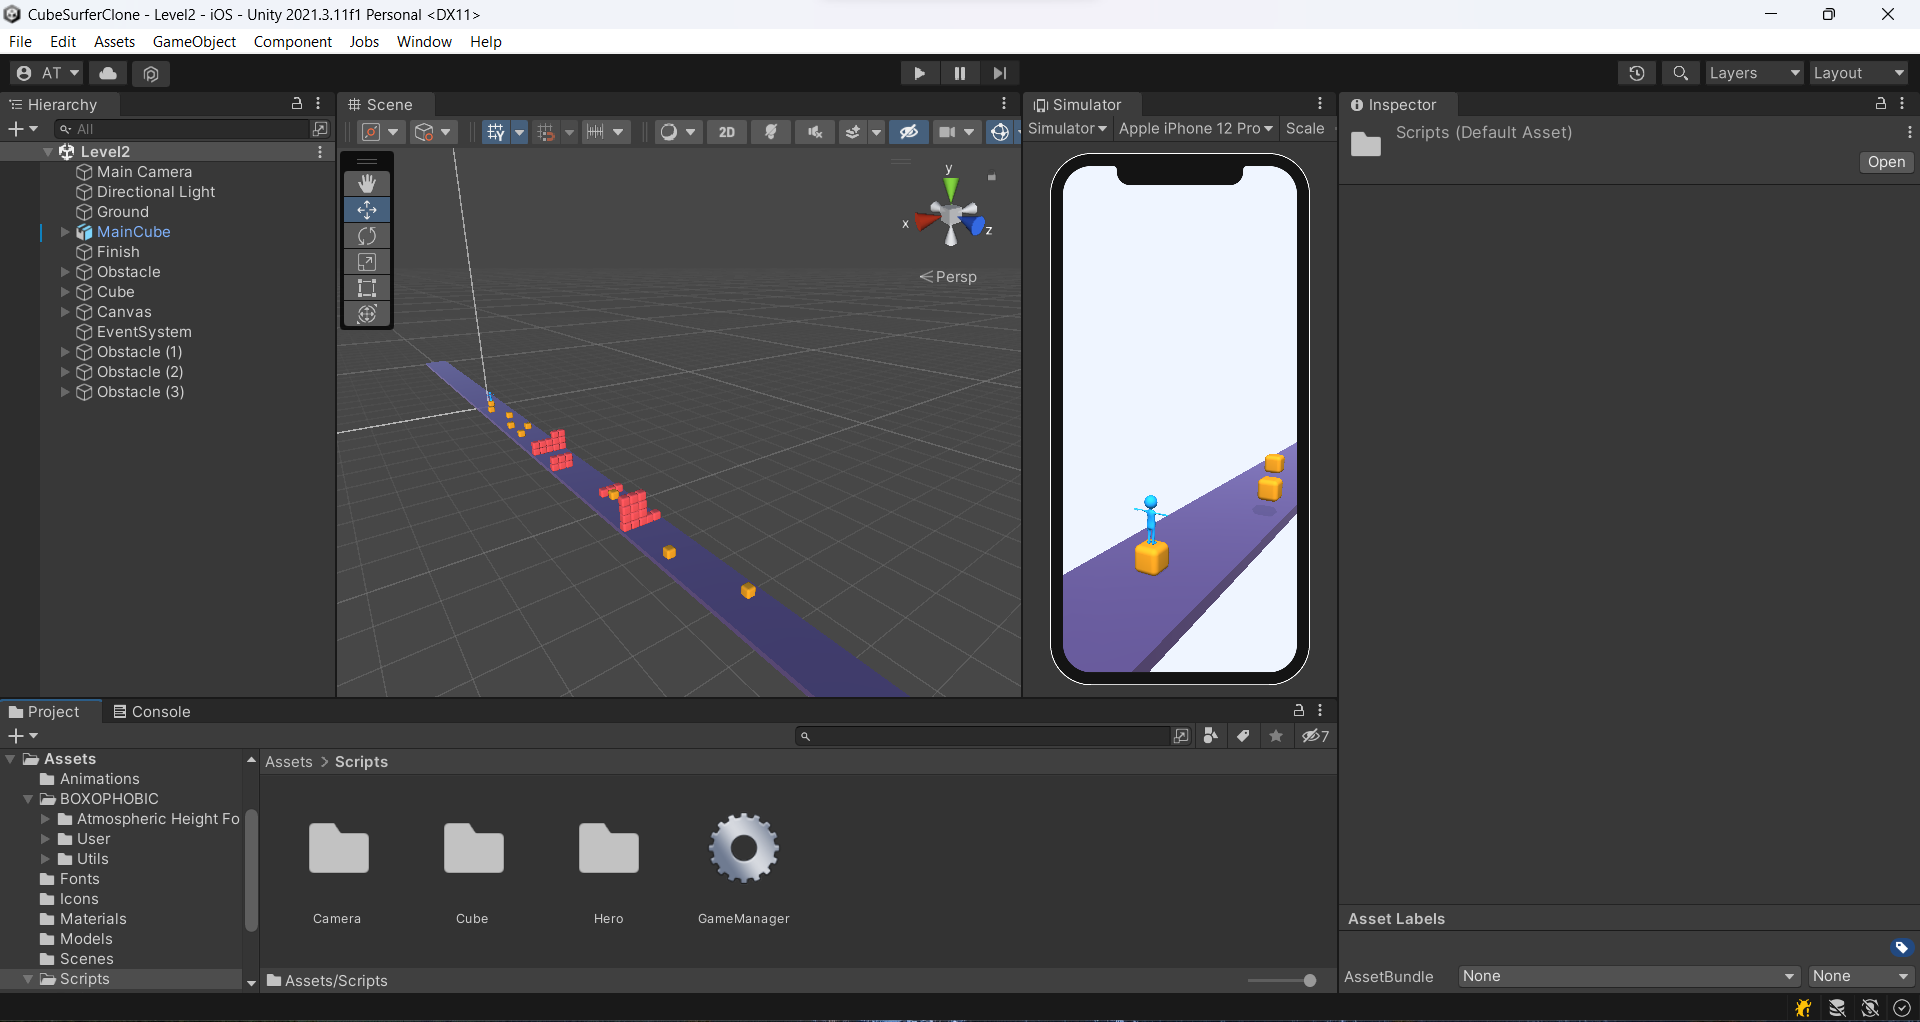 CubeSurferClone - Level2 - iOS - Unity 2021.3.11f1 Personal <DX11>
File Edit Assets GameObject Component Jobs Window Help
AT Layers Layout
Hierarchy
All
Level2
Main Camera
Directional Light
Ground
MainCube
Finish
Obstacle
Cube
Canvas
EventSystem
Obstacle (1)
Obstacle (2)
Obstacle (3)
Scene
2D
y
x
z
Persp
Simulator
Simulator Apple iPhone 12 Pro Scale
Inspector
Scripts (Default Asset)
Open
Project Console
7
Assets
Animations
BOXOPHOBIC
Atmospheric Height Fo
User
Utils
Fonts
Icons
Materials
Models
Scenes
Scripts
Assets > Scripts
Camera Cube Hero GameManager
Assets/Scripts
Asset Labels
AssetBundle None None